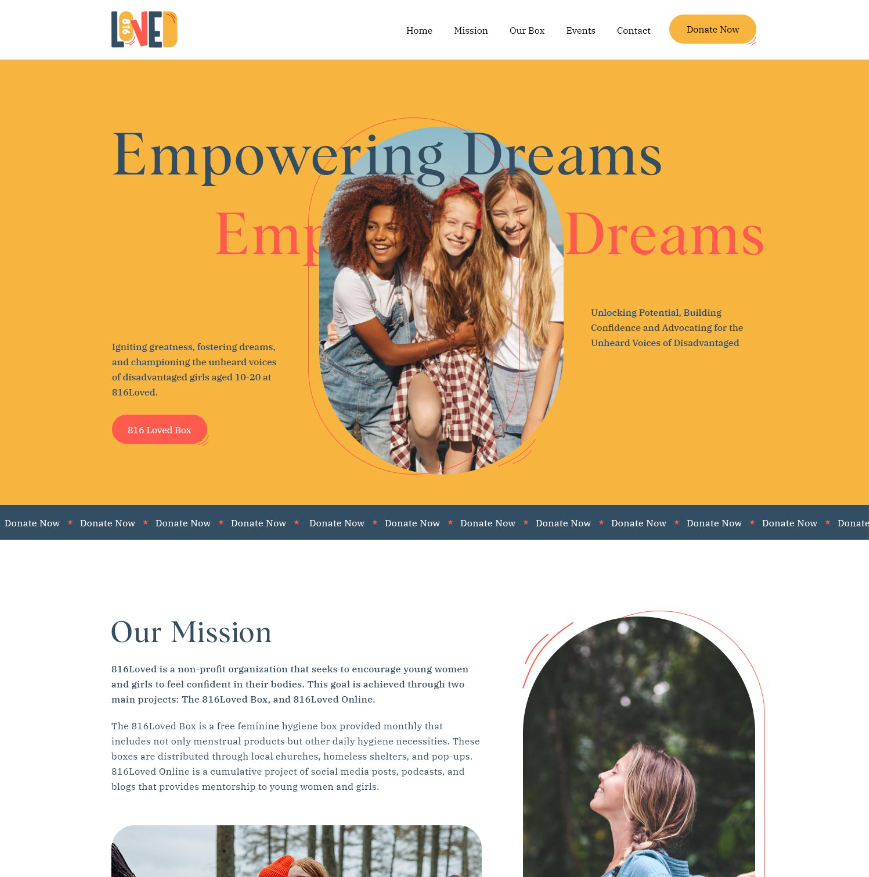 LOVED
816
Home Mission Our Box Events Contact Donate Now
Empowering Dreams
Emp Dreams
Unlocking Potential, Building
Confidence and Advocating for the
Unheard Voices of Disadvantaged
Igniting greatness, fostering dreams,
and championing the unheard voices
of disadvantaged girls aged 10-20 at
816Loved.
816 Loved Box
Donate Now * Donate Now * Donate Now * Donate Now * Donate Now * Donate Now * Donate Now * Donate Now * Donate Now * Donate Now * Donate Now * Donate
Our Mission
816Loved is a non-profit organization that seeks to encourage young women
and girls to feel confident in their bodies. This goal is achieved through two
main projects: The 816Loved Box, and 816Loved Online.
The 816Loved Box is a free feminine hygiene box provided monthly that
includes not only menstrual products but other daily hygiene necessities. These
boxes are distributed through local churches, homeless shelters, and pop-ups.
816Loved Online is a cumulative project of social media posts, podcasts, and
blogs that provides mentorship to young women and girls.